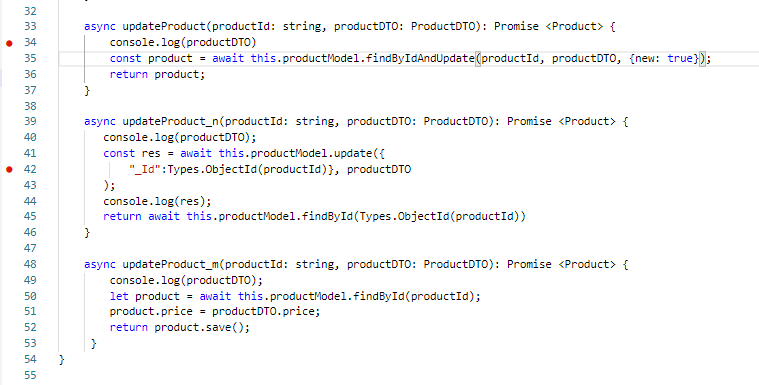 32
33 async updateProduct(productId: string, productDTO: ProductDTO): Promise <Product> {
34 console.log(productDTO)
35 const product = await this.productModel.findByIdAndUpdate(productId, productDTO, {new: true});
36 return product;
37 }
38
39 async updateProduct_n(productId: string, productDTO: ProductDTO): Promise <Product> {
40 console.log(productDTO);
41 const res = await this.productModel.update({
42 "_Id":Types.ObjectId(productId)}, productDTO
43 );
44 console.log(res);
45 return await this.productModel.findById(Types.ObjectId(productId))
46 }
47
48 async updateProduct_m(productId: string, productDTO: ProductDTO): Promise <Product> {
49 console.log(productDTO);
50 let product = await this.productModel.findById(productId);
51 product.price = productDTO.price;
52 return product.save();
53 }
54 }
55